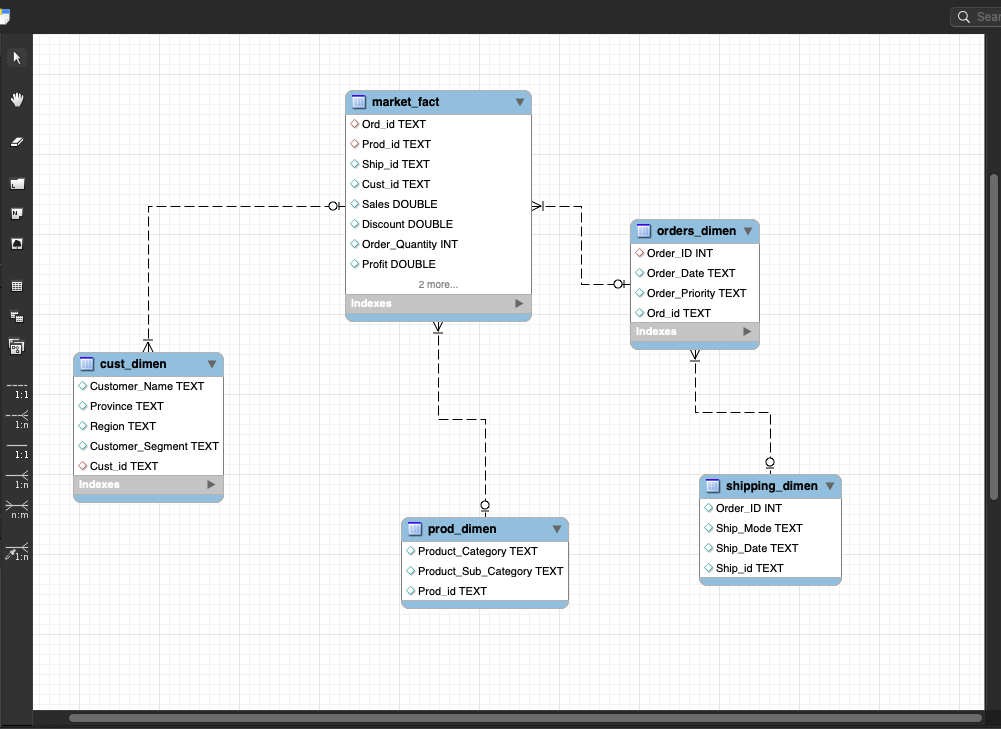 Sear
market_fact
Ord_id TEXT
Prod_id TEXT
Ship_id TEXT
Cust_id TEXT
Sales DOUBLE
Discount DOUBLE
Order_Quantity INT
Profit DOUBLE
2 more...
Indexes
orders_dimen
Order_ID INT
Order_Date TEXT
Order_Priority TEXT
Ord_id TEXT
Indexes
cust_dimen
Customer_Name TEXT
Province TEXT
Region TEXT
Customer_Segment TEXT
Cust_id TEXT
Indexes
prod_dimen
Product_Category TEXT
Product_Sub_Category TEXT
Prod_id TEXT
shipping_dimen
Order_ID INT
Ship_Mode TEXT
Ship_Date TEXT
Ship_id TEXT
1:1
1:n
1:1
1:n
n:m
1:n